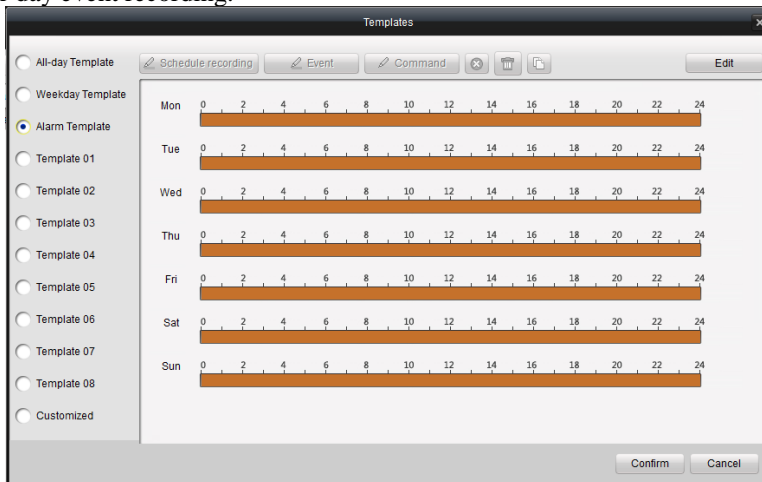 day event recording.
Templates
All-day Template
Schedule recording Event Command Edit
Weekday Template
Mon 0 2 4 6 8 10 12 14 16 18 20 22 24
Alarm Template
Tue 0 2 4 6 8 10 12 14 16 18 20 22 24
Template 01
Wed 0 2 4 6 8 10 12 14 16 18 20 22 24
Template 02
Template 03
Thu 0 2 4 6 8 10 12 14 16 18 20 22 24
Template 04
Fri 0 2 4 6 8 10 12 14 16 18 20 22 24
Template 05
Template 06
Sat 0 2 4 6 8 10 12 14 16 18 20 22 24
Template 07
Sun 0 2 4 6 8 10 12 14 16 18 20 22 24
Template 08
Customized
Confirm Cancel